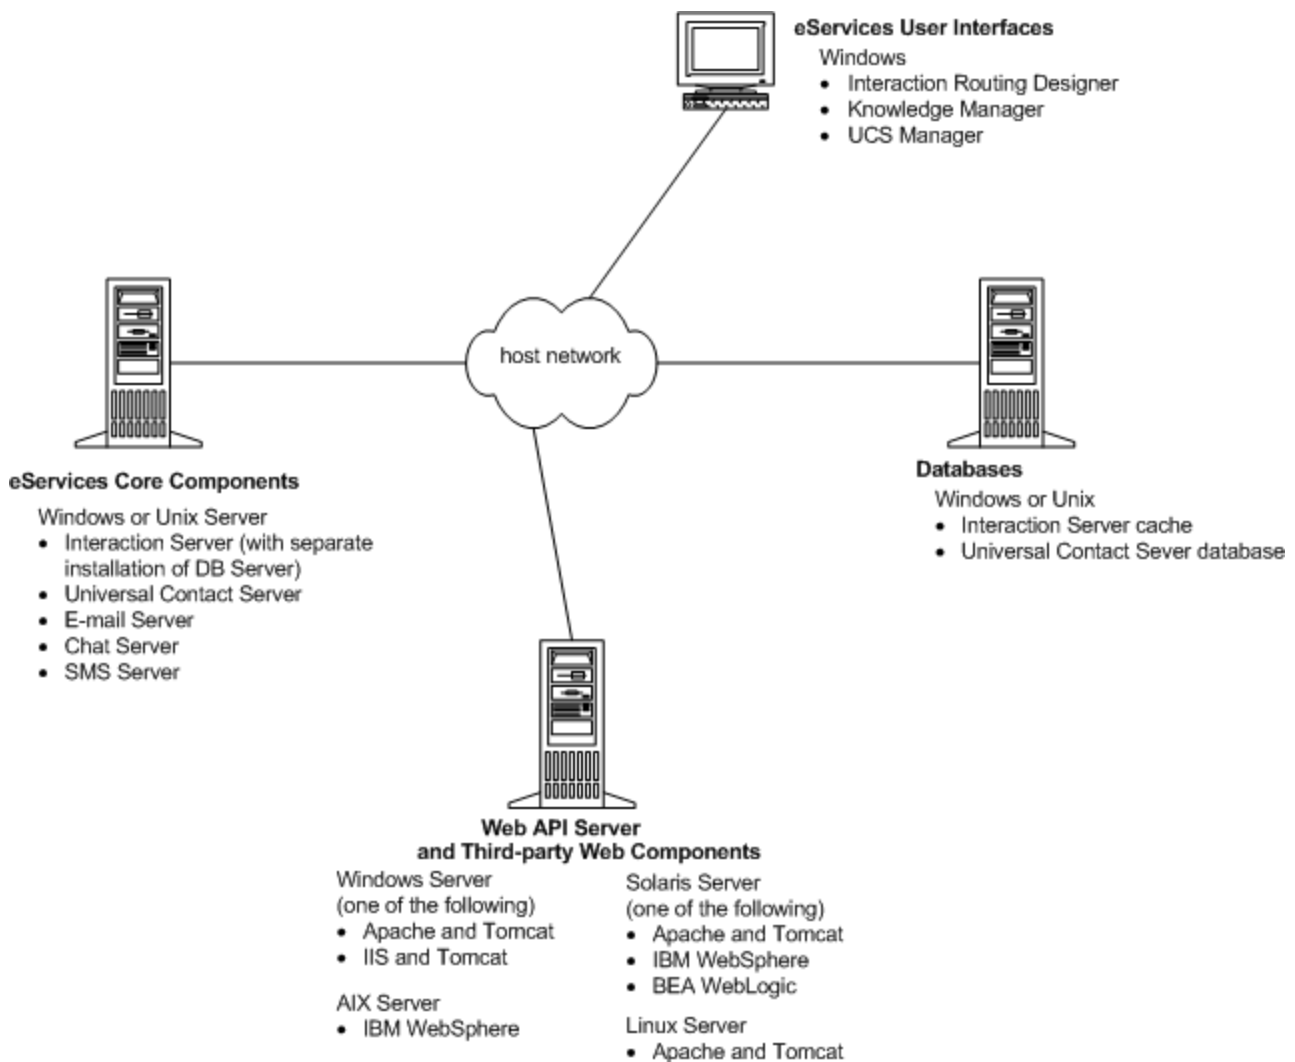 eServices User Interfaces
Windows
• Interaction Routing Designer
• Knowledge Manager
• UCS Manager
host network
eServices Core Components
Windows or Unix Server
• Interaction Server (with separate
installation of DB Server)
• Universal Contact Server
• E-mail Server
• Chat Server
• SMS Server
Databases
Windows or Unix
• Interaction Server cache
• Universal Contact Sever database
Web API Server
and Third-party Web Components
Windows Server
(one of the following)
• Apache and Tomcat
• IIS and Tomcat
AIX Server
• IBM WebSphere
Solaris Server
(one of the following)
• Apache and Tomcat
• IBM WebSphere
• BEA WebLogic
Linux Server
• Apache and Tomcat